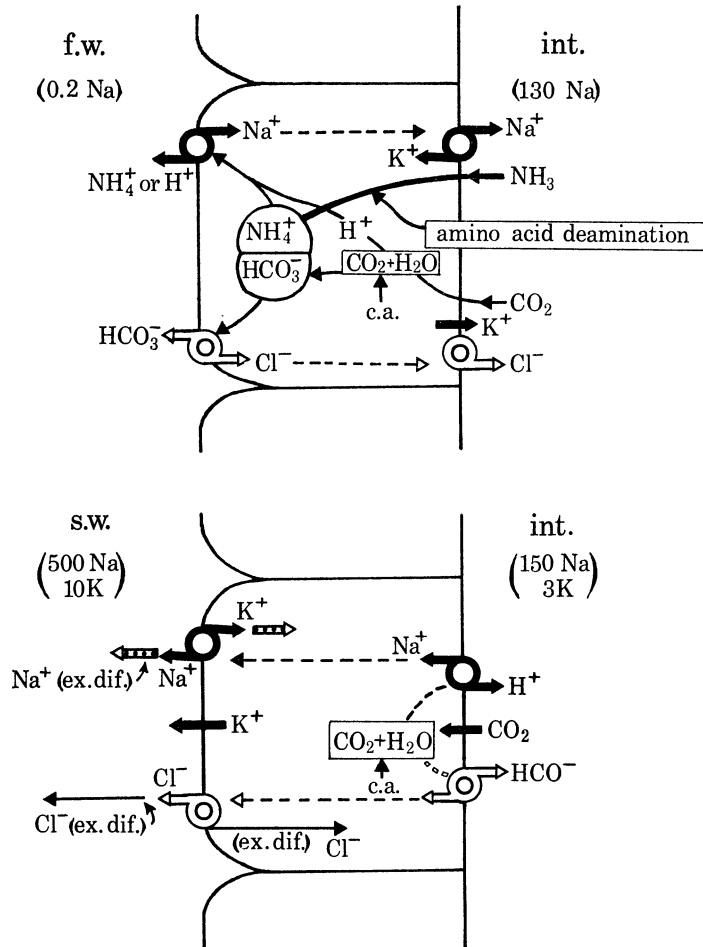 f.w.
int.
(0.2 Na)
(130 Na)
Na⁺
Na⁺
K⁺
NH₄⁺ or H⁺
NH₃
NH₄⁺
H⁺
amino acid deamination
HCO₃⁻
CO₂+H₂O
c.a.
CO₂
K⁺
HCO₃⁻
Cl⁻
Cl⁻
s.w.
int.
(500 Na)
(150 Na)
10K
3K
K⁺
Na⁺
Na⁺ (ex.dif.)
Na⁺
H⁺
K⁺
CO₂+H₂O
CO₂
Cl⁻
HCO⁻
c.a.
Cl⁻ (ex.dif.)
(ex.dif.)
Cl⁻